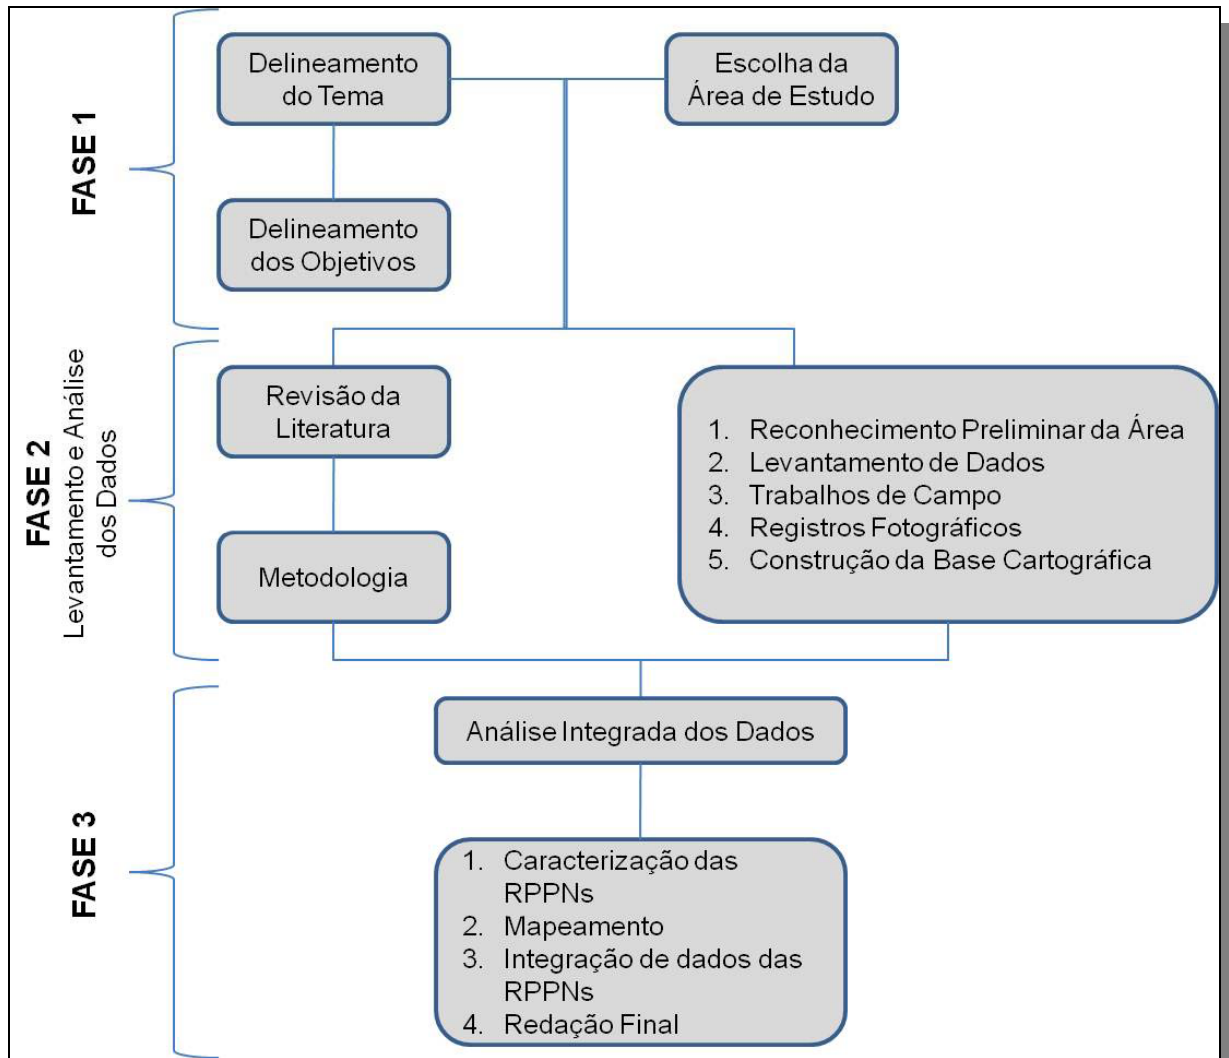 FASE 1
Delineamento
do Tema
Escolha da
Área de Estudo
Delineamento
dos Objetivos
FASE 2
Levantamento e Análise
dos Dados
Revisão da
Literatura
Metodologia
1. Reconhecimento Preliminar da Área
2. Levantamento de Dados
3. Trabalhos de Campo
4. Registros Fotográficos
5. Construção da Base Cartográfica
FASE 3
Análise Integrada dos Dados
1. Caracterização das
RPPNs
2. Mapeamento
3. Integração de dados das
RPPNs
4. Redação Final